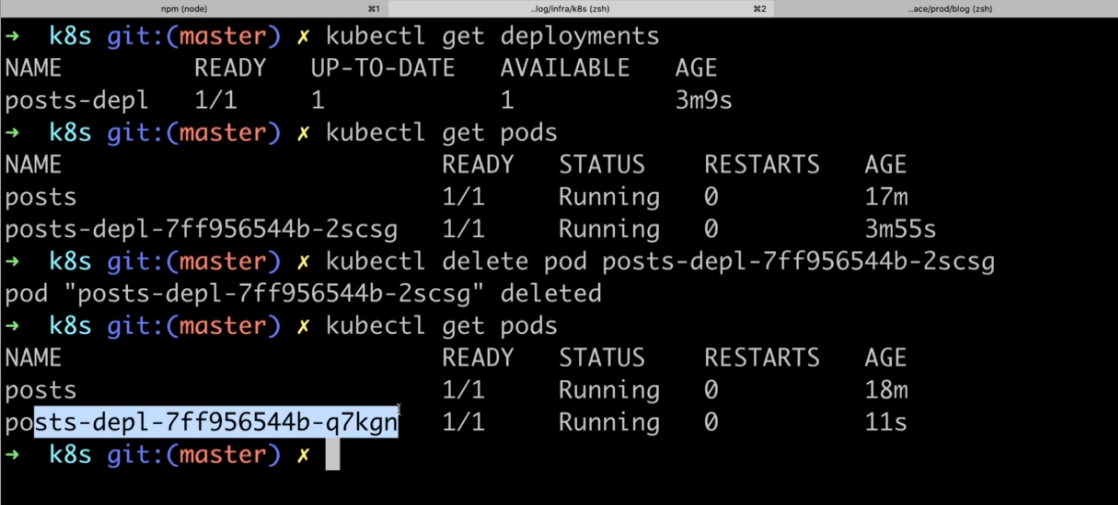 npm (node) ⌘1 ..log/infra/k8s (zsh) ⌘2 ..ace/prod/blog (zsh)
→ k8s git:(master) ✗ kubectl get deployments
NAME READY UP-TO-DATE AVAILABLE AGE
posts-depl 1/1 1 1 3m9s
→ k8s git:(master) ✗ kubectl get pods
NAME READY STATUS RESTARTS AGE
posts 1/1 Running 0 17m
posts-depl-7ff956544b-2scsg 1/1 Running 0 3m55s
→ k8s git:(master) ✗ kubectl delete pod posts-depl-7ff956544b-2scsg
pod "posts-depl-7ff956544b-2scsg" deleted
→ k8s git:(master) ✗ kubectl get pods
NAME READY STATUS RESTARTS AGE
posts 1/1 Running 0 18m
posts-depl-7ff956544b-q7kgn 1/1 Running 0 11s
→ k8s git:(master) ✗